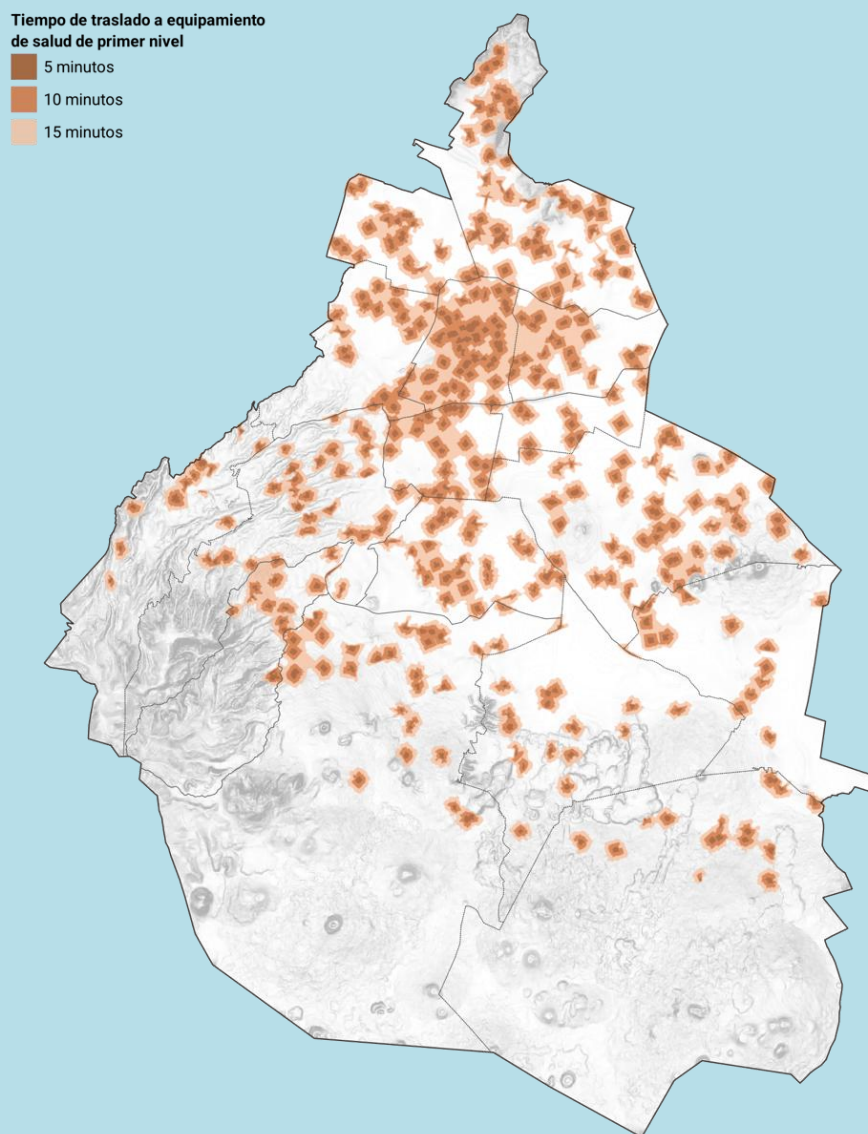 Tiempo de traslado a equipamiento
de salud de primer nivel
5 minutos
10 minutos
15 minutos